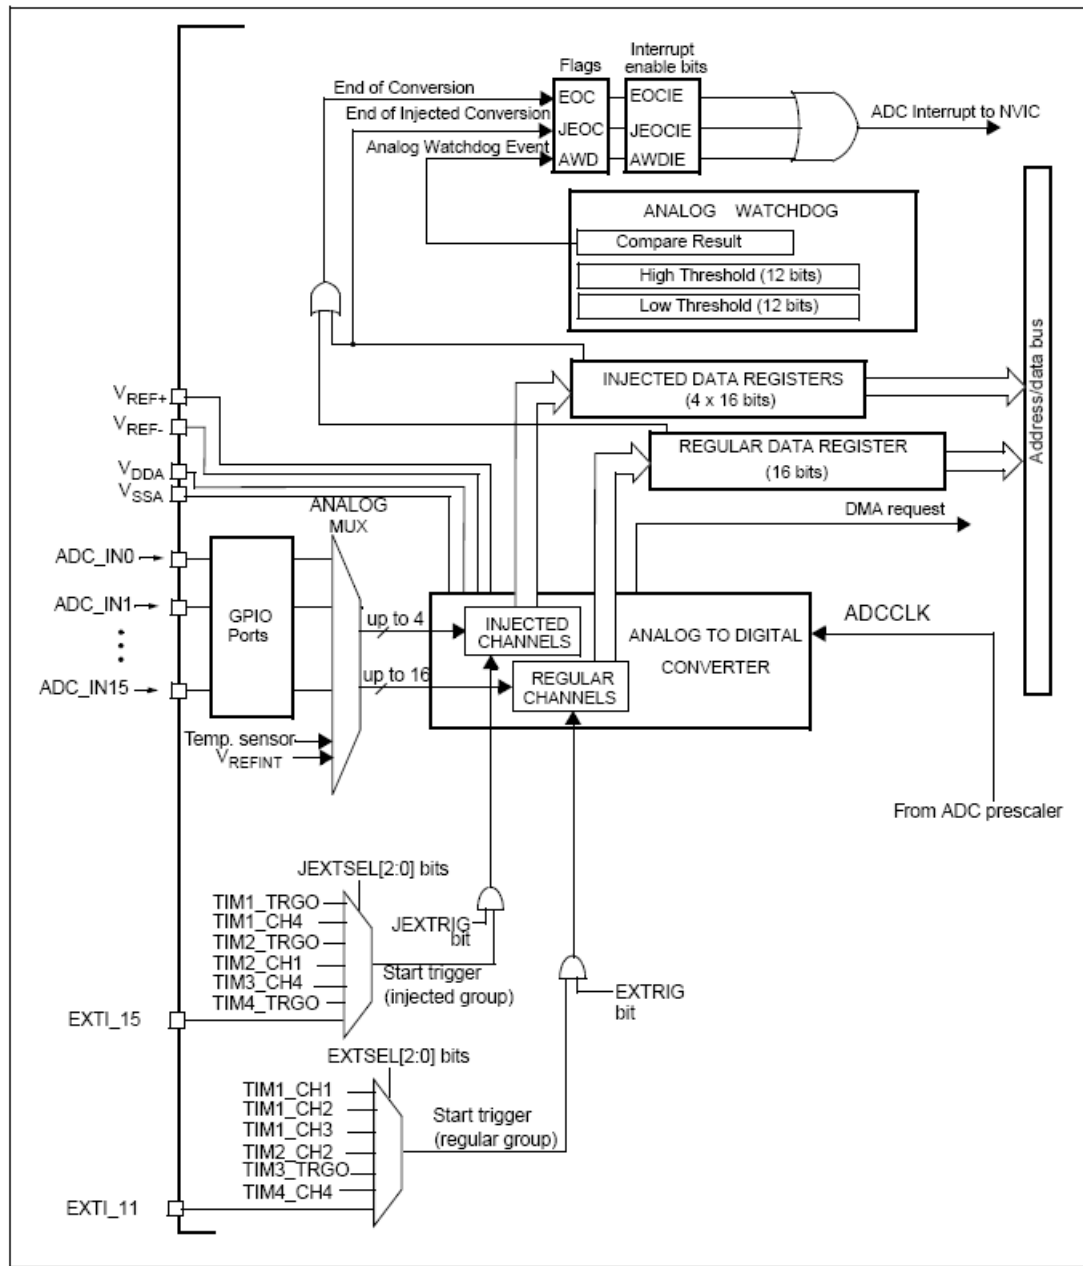 Flags
Interrupt
enable bits
End of Conversion
EOC
EOCIE
End of Injected Conversion
JEOC
JEOCIE
ADC Interrupt to NVIC
Analog Watchdog Event
AWD
AWDIE
ANALOG WATCHDOG
Compare Result
High Threshold (12 bits)
Low Threshold (12 bits)
Address/data bus
INJECTED DATA REGISTERS
(4 x 16 bits)
REGULAR DATA REGISTER
(16 bits)
VREF+
VREF-
VDDA
VSSA
ANALOG
MUX
DMA request
ADC_IN0
ADC_IN1
ADC_IN15
GPIO
Ports
up to 4
up to 16
INJECTED
CHANNELS
REGULAR
CHANNELS
ANALOG TO DIGITAL
CONVERTER
ADCCLK
Temp. sensor
VREFINT
From ADC prescaler
JEXTSEL[2:0] bits
TIM1_TRGO
TIM1_CH4
TIM2_TRGO
TIM2_CH1
TIM3_CH4
TIM4_TRGO
EXTI_15
JEXTRIG
bit
Start trigger
(injected group)
EXTRIG
bit
EXTSEL[2:0] bits
TIM1_CH1
TIM1_CH2
TIM1_CH3
TIM2_CH2
TIM3_TRGO
TIM4_CH4
EXTI_11
Start trigger
(regular group)